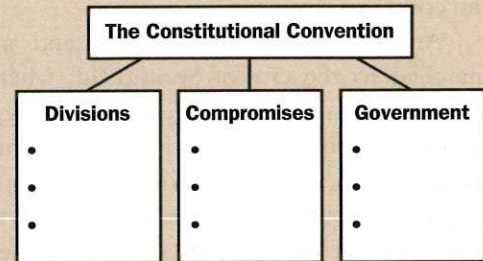 The Constitutional Convention
Divisions
•
•
•
Compromises
•
•
•
Government
•
•
•